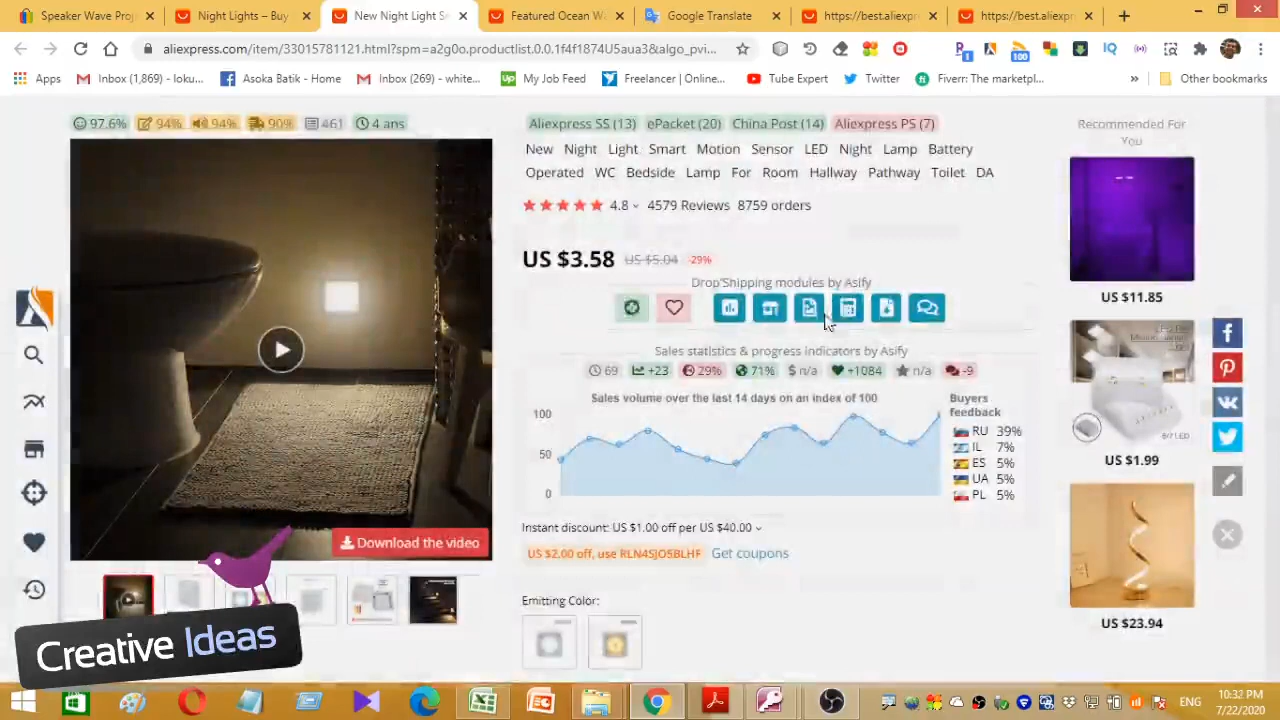 Speaker Wave Proj
Night Lights – Buy
New Night Light S
Featured Ocean W
Google Translate
https://best.aliexpr
https://best.aliexpr
aliexpress.com/item/33015781121.html?spm=a2g0o.productlist.0.0.1f4f1874U5aua3&algo_pvi...
1
100
IQ
Apps
Inbox (1,869) - loku...
Asoka Batik - Home
Inbox (269) - white...
Up
My Job Feed
Freelancer | Online...
Tube Expert
Twitter
Fiverr: The marketpl...
»
Other bookmarks
97.6%
94%
94%
90%
461
4 ans
Aliexpress SS (13)
ePacket (20)
China Post (14)
Aliexpress PS (7)
New Night Light Smart Motion Sensor LED Night Lamp Battery
Operated WC Bedside Lamp For Room Hallway Pathway Toilet DA
4.8
4579 Reviews
8759 orders
US $3.58
US $5.04
-29%
Drop'Shipping modules by Asify
Sales statistics & progress indicators by Asify
69
+23
29%
71%
$ n/a
+1084
n/a
-9
Sales volume over the last 14 days on an index of 100
100
50
0
Buyers
feedback
RU 39%
IL 7%
ES 5%
UA 5%
PL 5%
Instant discount: US $1.00 off per US $40.00
US $2.00 off, use RLN4SJO5BLHF
Get coupons
Emitting Color:
Download the video
Creative Ideas
Recommended For
You
US $11.85
US $1.99
US $23.94
ENG
10:32 PM
7/22/2020